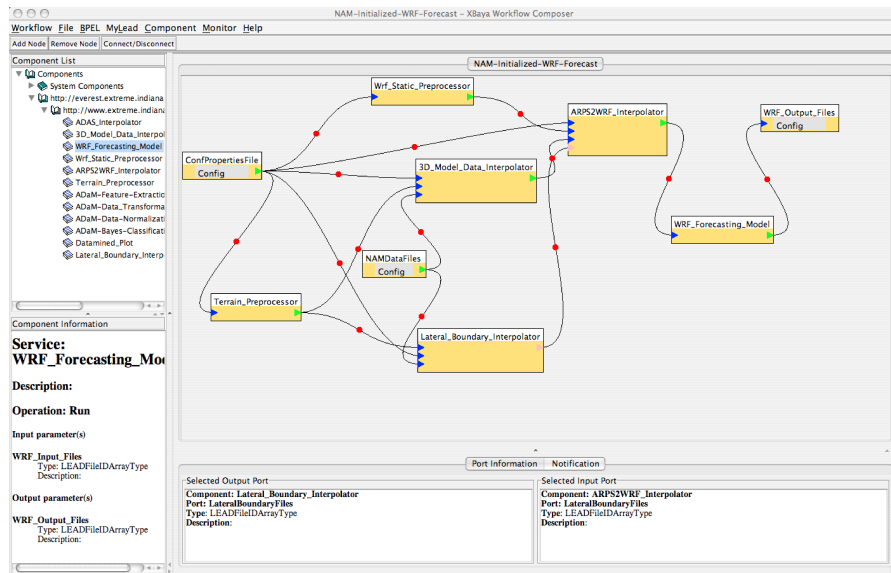 NAM-Initialized-WRF-Forecast – XBaya Workflow Composer
Workflow File BPEL MyLead Component Monitor Help
Add Node Remove Node Connect/Disconnect
Component List
Components
System Components
http://everest.extreme.indiana
http://www.extreme.indiana
ADAS_Interpolator
3D_Model_Data_Interpol
WRF_Forecasting_Model
Wrf_Static_Preprocessor
ARPS2WRF_Interpolator
Terrain_Preprocessor
ADaM-Feature-Extractio
ADaM-Data-Transforma
ADaM-Data-Normalizati
ADaM-Bayes-Classificati
Datamined_Plot
Lateral_Boundary_Interp
Component Information
Service:
WRF_Forecasting_Mo
Description:
Operation: Run
Input parameter(s)
WRF_Input_Files
Type: LEADFileIDArrayType
Description:
Output parameter(s)
WRF_Output_Files
Type: LEADFileIDArrayType
Description:
NAM-Initialized-WRF-Forecast
Wrf_Static_Preprocessor
ARPS2WRF_Interpolator
WRF_Output_Files
Config
ConfPropertiesFile
Config
3D_Model_Data_Interpolator
WRF_Forecasting_Model
NAMDataFiles
Config
Terrain_Preprocessor
Lateral_Boundary_Interpolator
Port Information Notification
Selected Output Port
Component: Lateral_Boundary_Interpolator
Port: LateralBoundaryFiles
Type: LEADFileIDArrayType
Description:
Selected Input Port
Component: ARPS2WRF_Interpolator
Port: LateralBoundaryFiles
Type: LEADFileIDArrayType
Description: